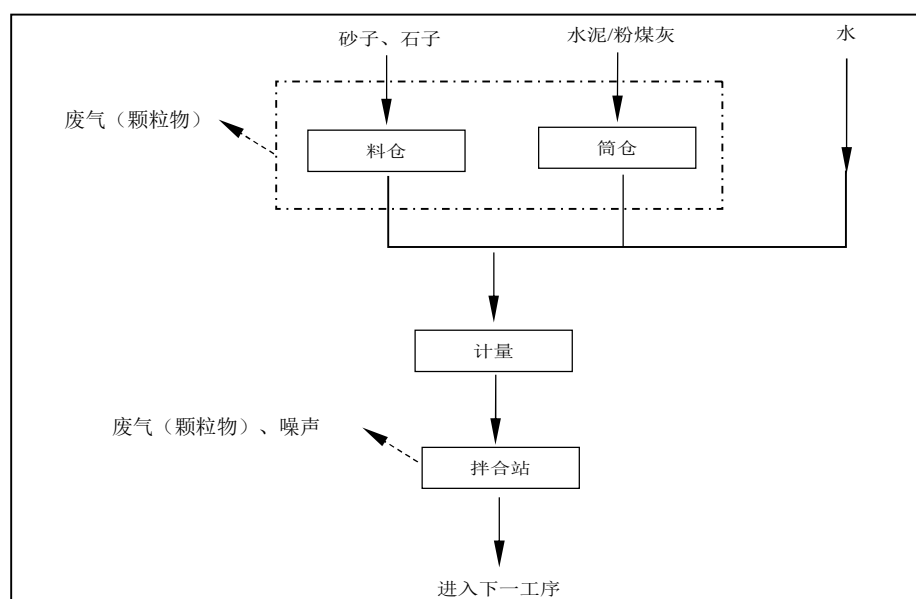 砂子、石子
水泥/粉煤灰
水
废气（颗粒物）
料仓
筒仓
计量
废气（颗粒物）、噪声
拌合站
进入下一工序